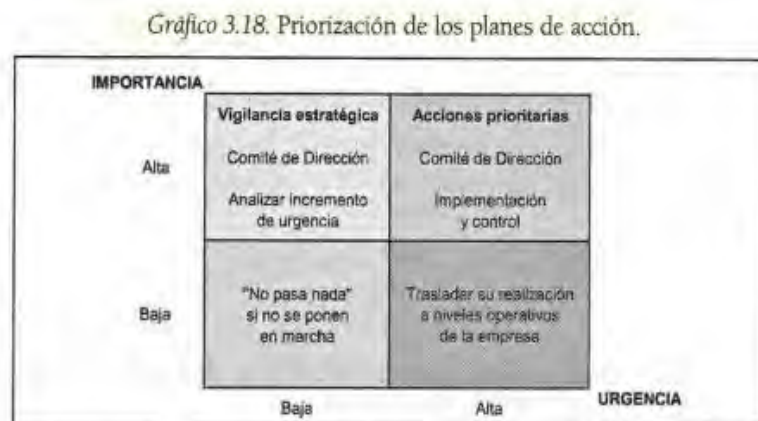 Gráfico 3.18. Priorización de los planes de acción.
IMPORTANCIA
Vigilancia estratégica
Acciones prioritarias
Alta
Comité de Dirección
Comité de Dirección
Analizar incremento
de urgencia
Implementación
y control
Baja
"No pasa nada"
si no se ponen
en marcha
Trasladar su realización
a niveles operativos
de la empresa
Baja
Alta
URGENCIA